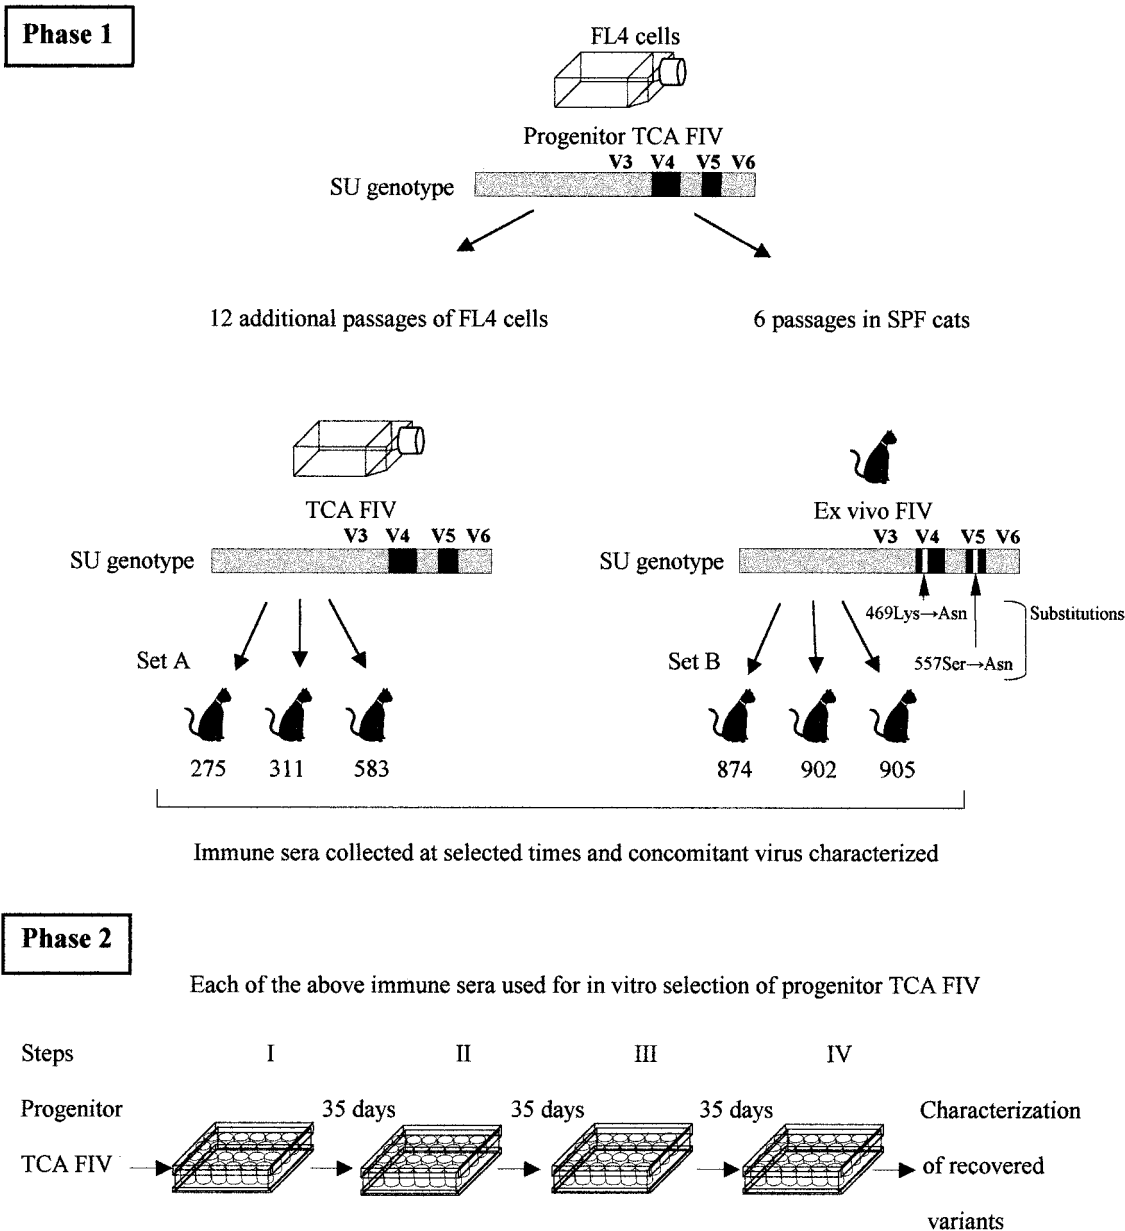 Phase 1
FL4 cells
Progenitor TCA FIV
V3 V4 V5 V6
SU genotype
12 additional passages of FL4 cells
6 passages in SPF cats
TCA FIV
V3 V4 V5 V6
SU genotype
Ex vivo FIV
V3 V4 V5 V6
SU genotype
469Lys→Asn
Substitutions
557Ser→Asn
Set A
275 311 583
Set B
874 902 905
Immune sera collected at selected times and concomitant virus characterized
Phase 2
Each of the above immune sera used for in vitro selection of progenitor TCA FIV
Steps I II III IV
Progenitor 35 days 35 days 35 days Characterization
TCA FIV of recovered
variants